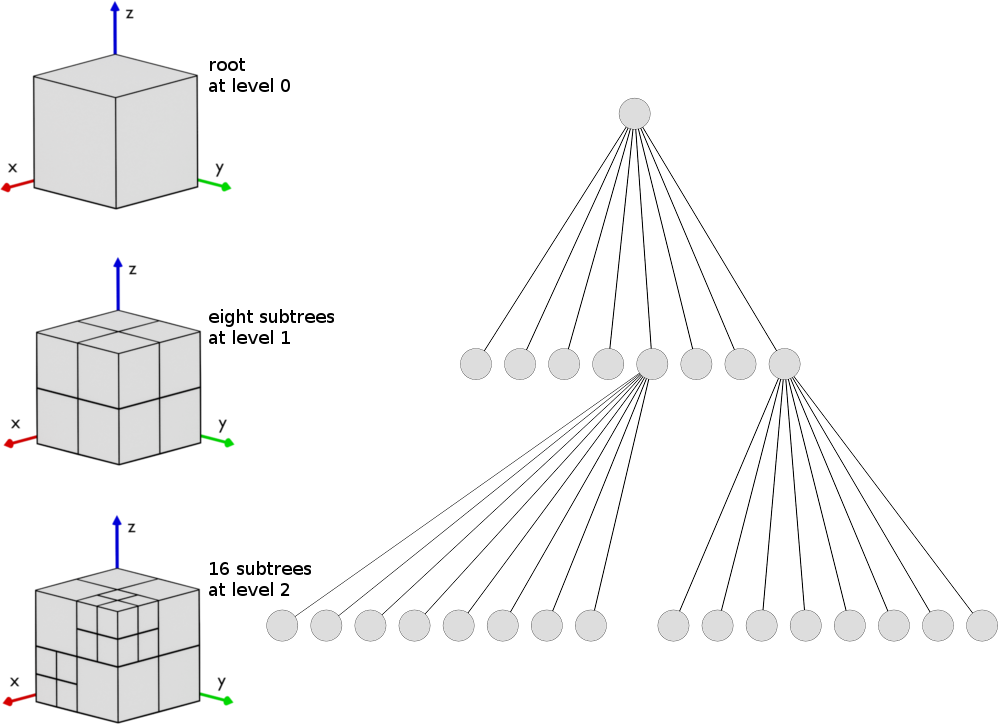 z
root
at level 0
x
y
z
eight subtrees
at level 1
x
y
z
16 subtrees
at level 2
x
y